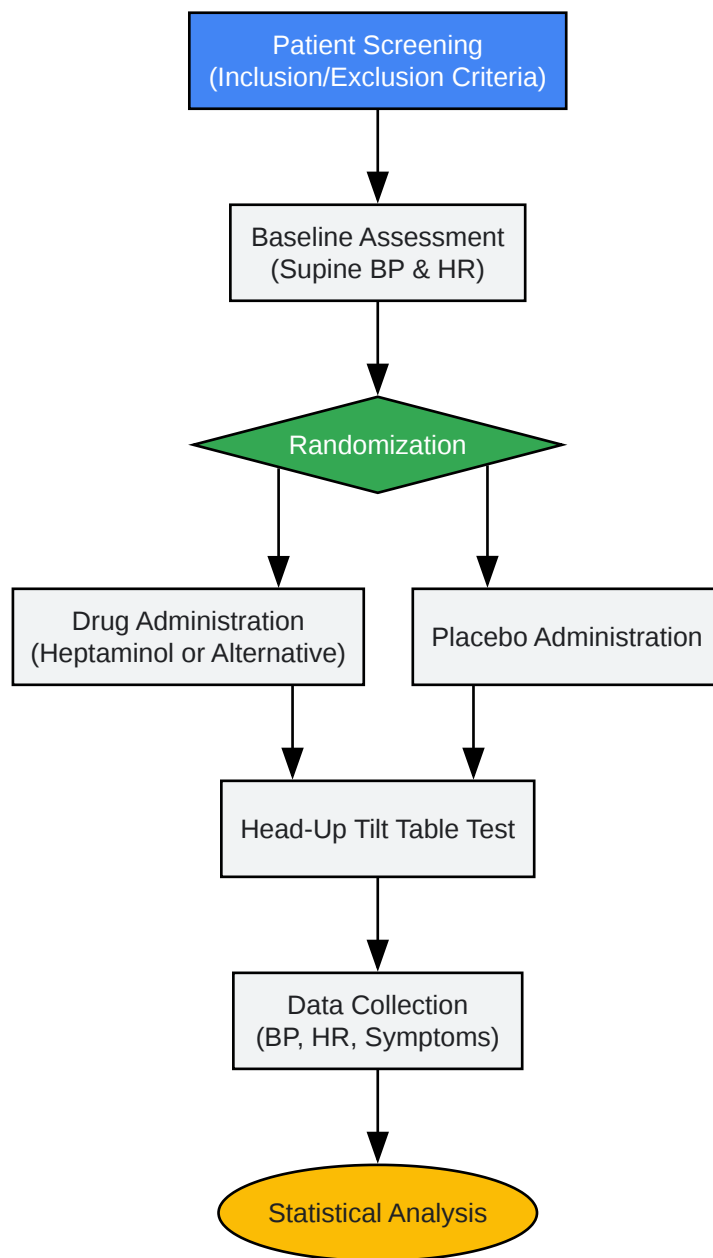 Patient Screening
(Inclusion/Exclusion Criteria)
Baseline Assessment
(Supine BP & HR)
Randomization
Drug Administration
(Heptaminol or Alternative)
Placebo Administration
Head-Up Tilt Table Test
Data Collection
(BP, HR, Symptoms)
Statistical Analysis